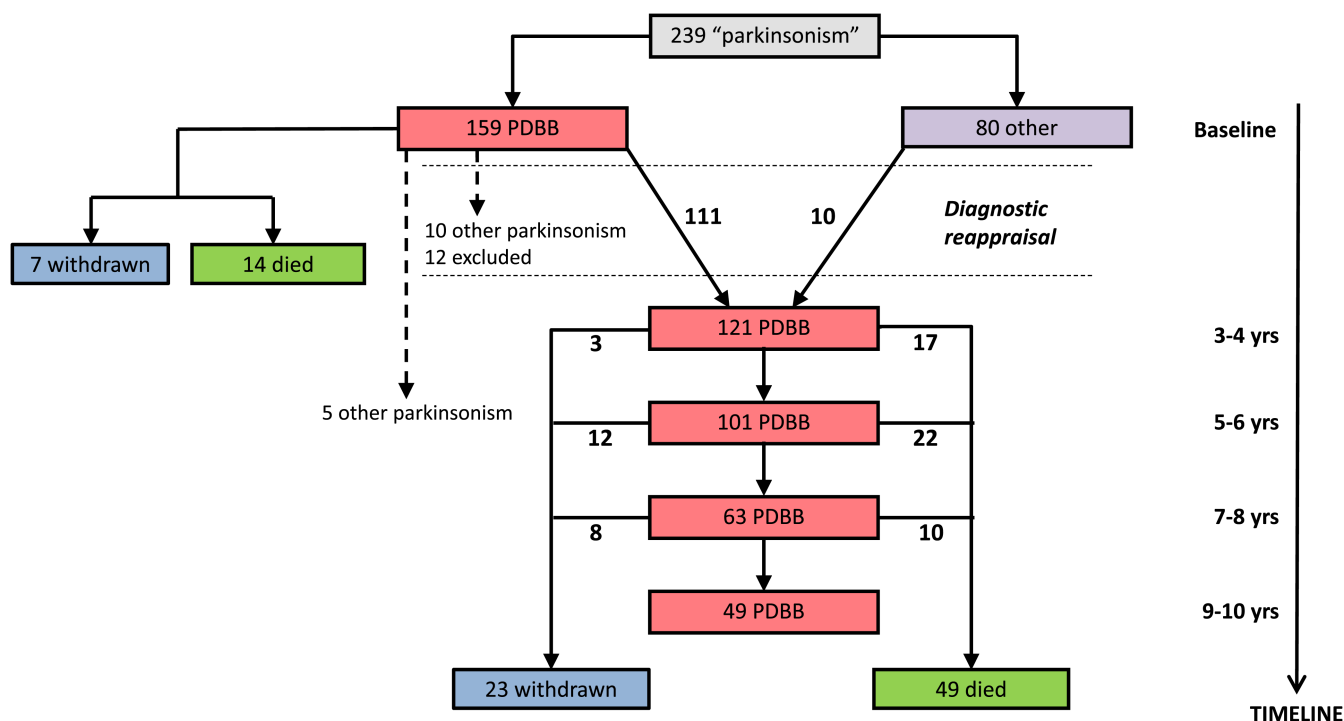 239 “parkinsonism”
159 PDBB
80 other
Baseline
10 other parkinsonism
12 excluded
111
10
Diagnostic
reappraisal
7 withdrawn
14 died
121 PDBB
3
17
3-4 yrs
5 other parkinsonism
101 PDBB
12
22
5-6 yrs
63 PDBB
8
10
7-8 yrs
49 PDBB
9-10 yrs
23 withdrawn
49 died
TIMELINE